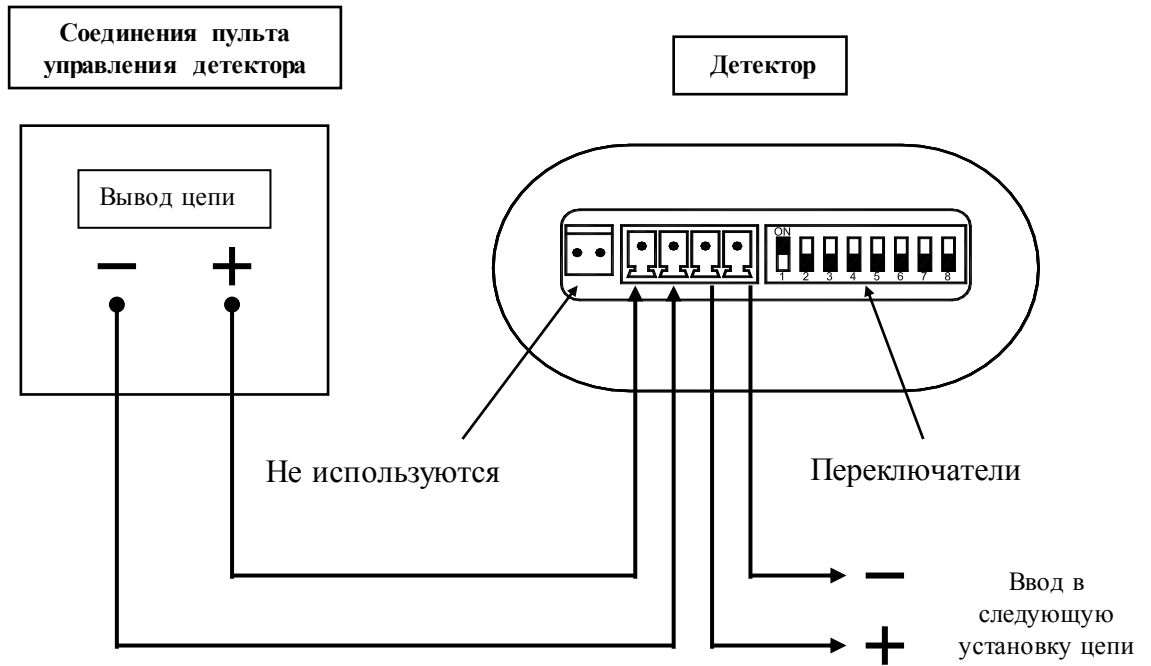 Соединения пульта
управления детектора
Детектор
Вывод цепи
− +
ON
1 2 3 4 5 6 7 8
Не используются
Переключатели
−
+
Ввод в
следующую
установку цепи